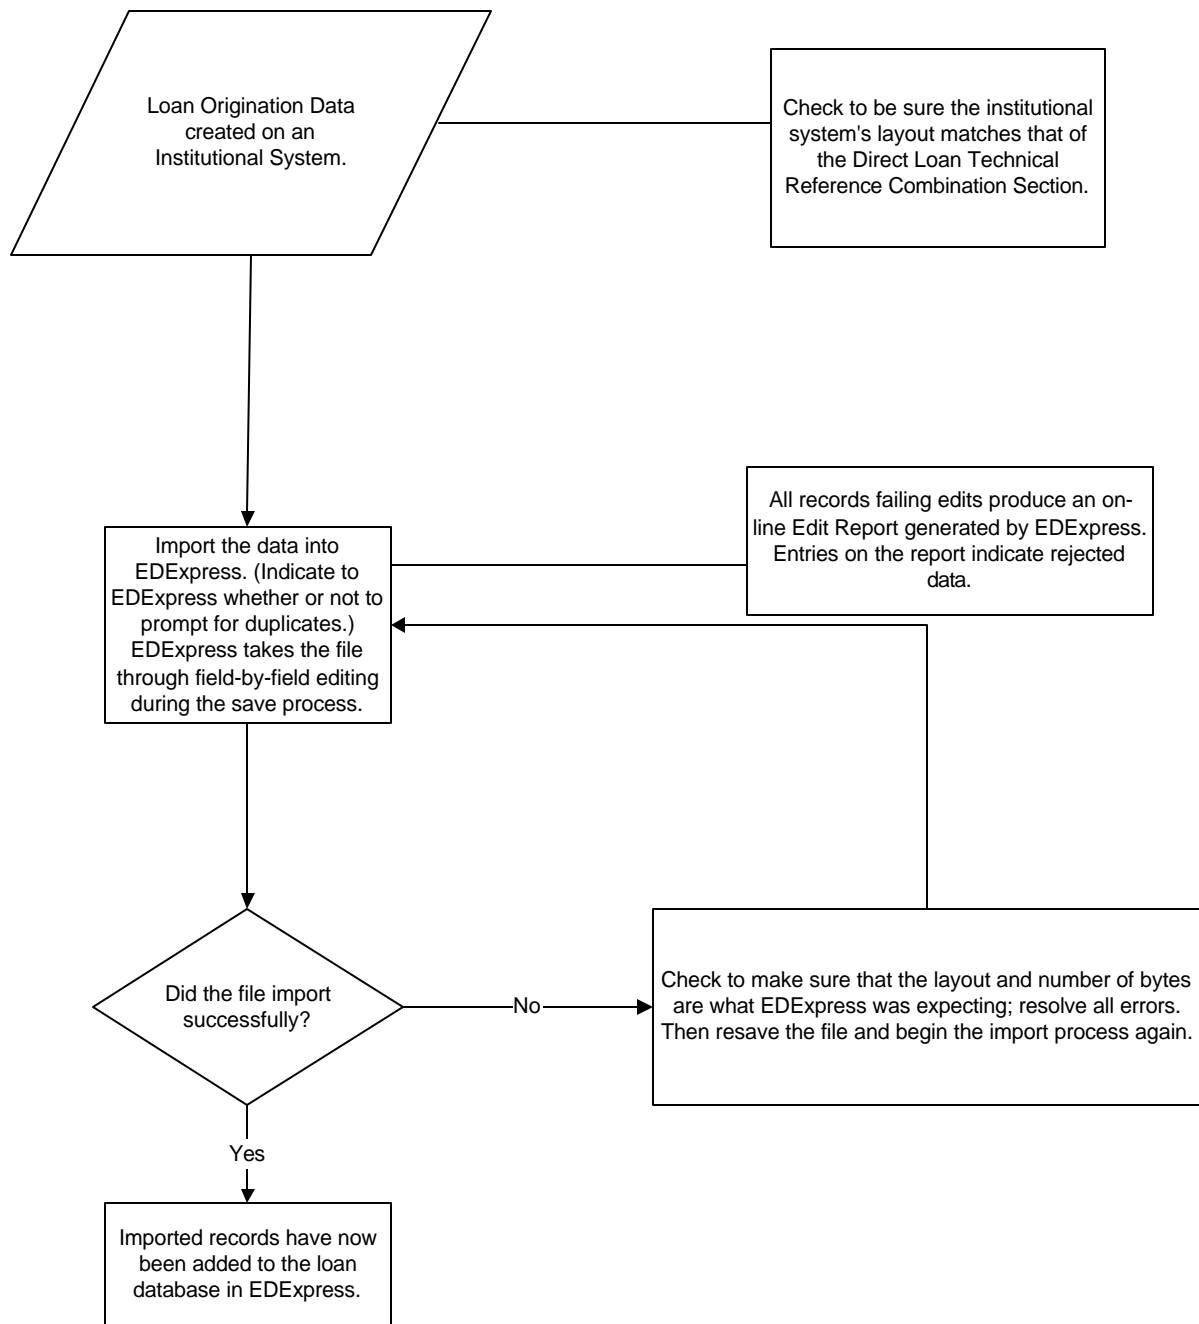 Loan Origination Data
created on an
Institutional System.
Check to be sure the institutional
system's layout matches that of
the Direct Loan Technical
Reference Combination Section.
All records failing edits produce an on-
line Edit Report generated by EDExpress.
Entries on the report indicate rejected
data.
Import the data into
EDExpress. (Indicate to
EDExpress whether or not to
prompt for duplicates.)
EDExpress takes the file
through field-by-field editing
during the save process.
Did the file import
successfully?
No
Check to make sure that the layout and number of bytes
are what EDExpress was expecting; resolve all errors.
Then resave the file and begin the import process again.
Yes
Imported records have now
been added to the loan
database in EDExpress.